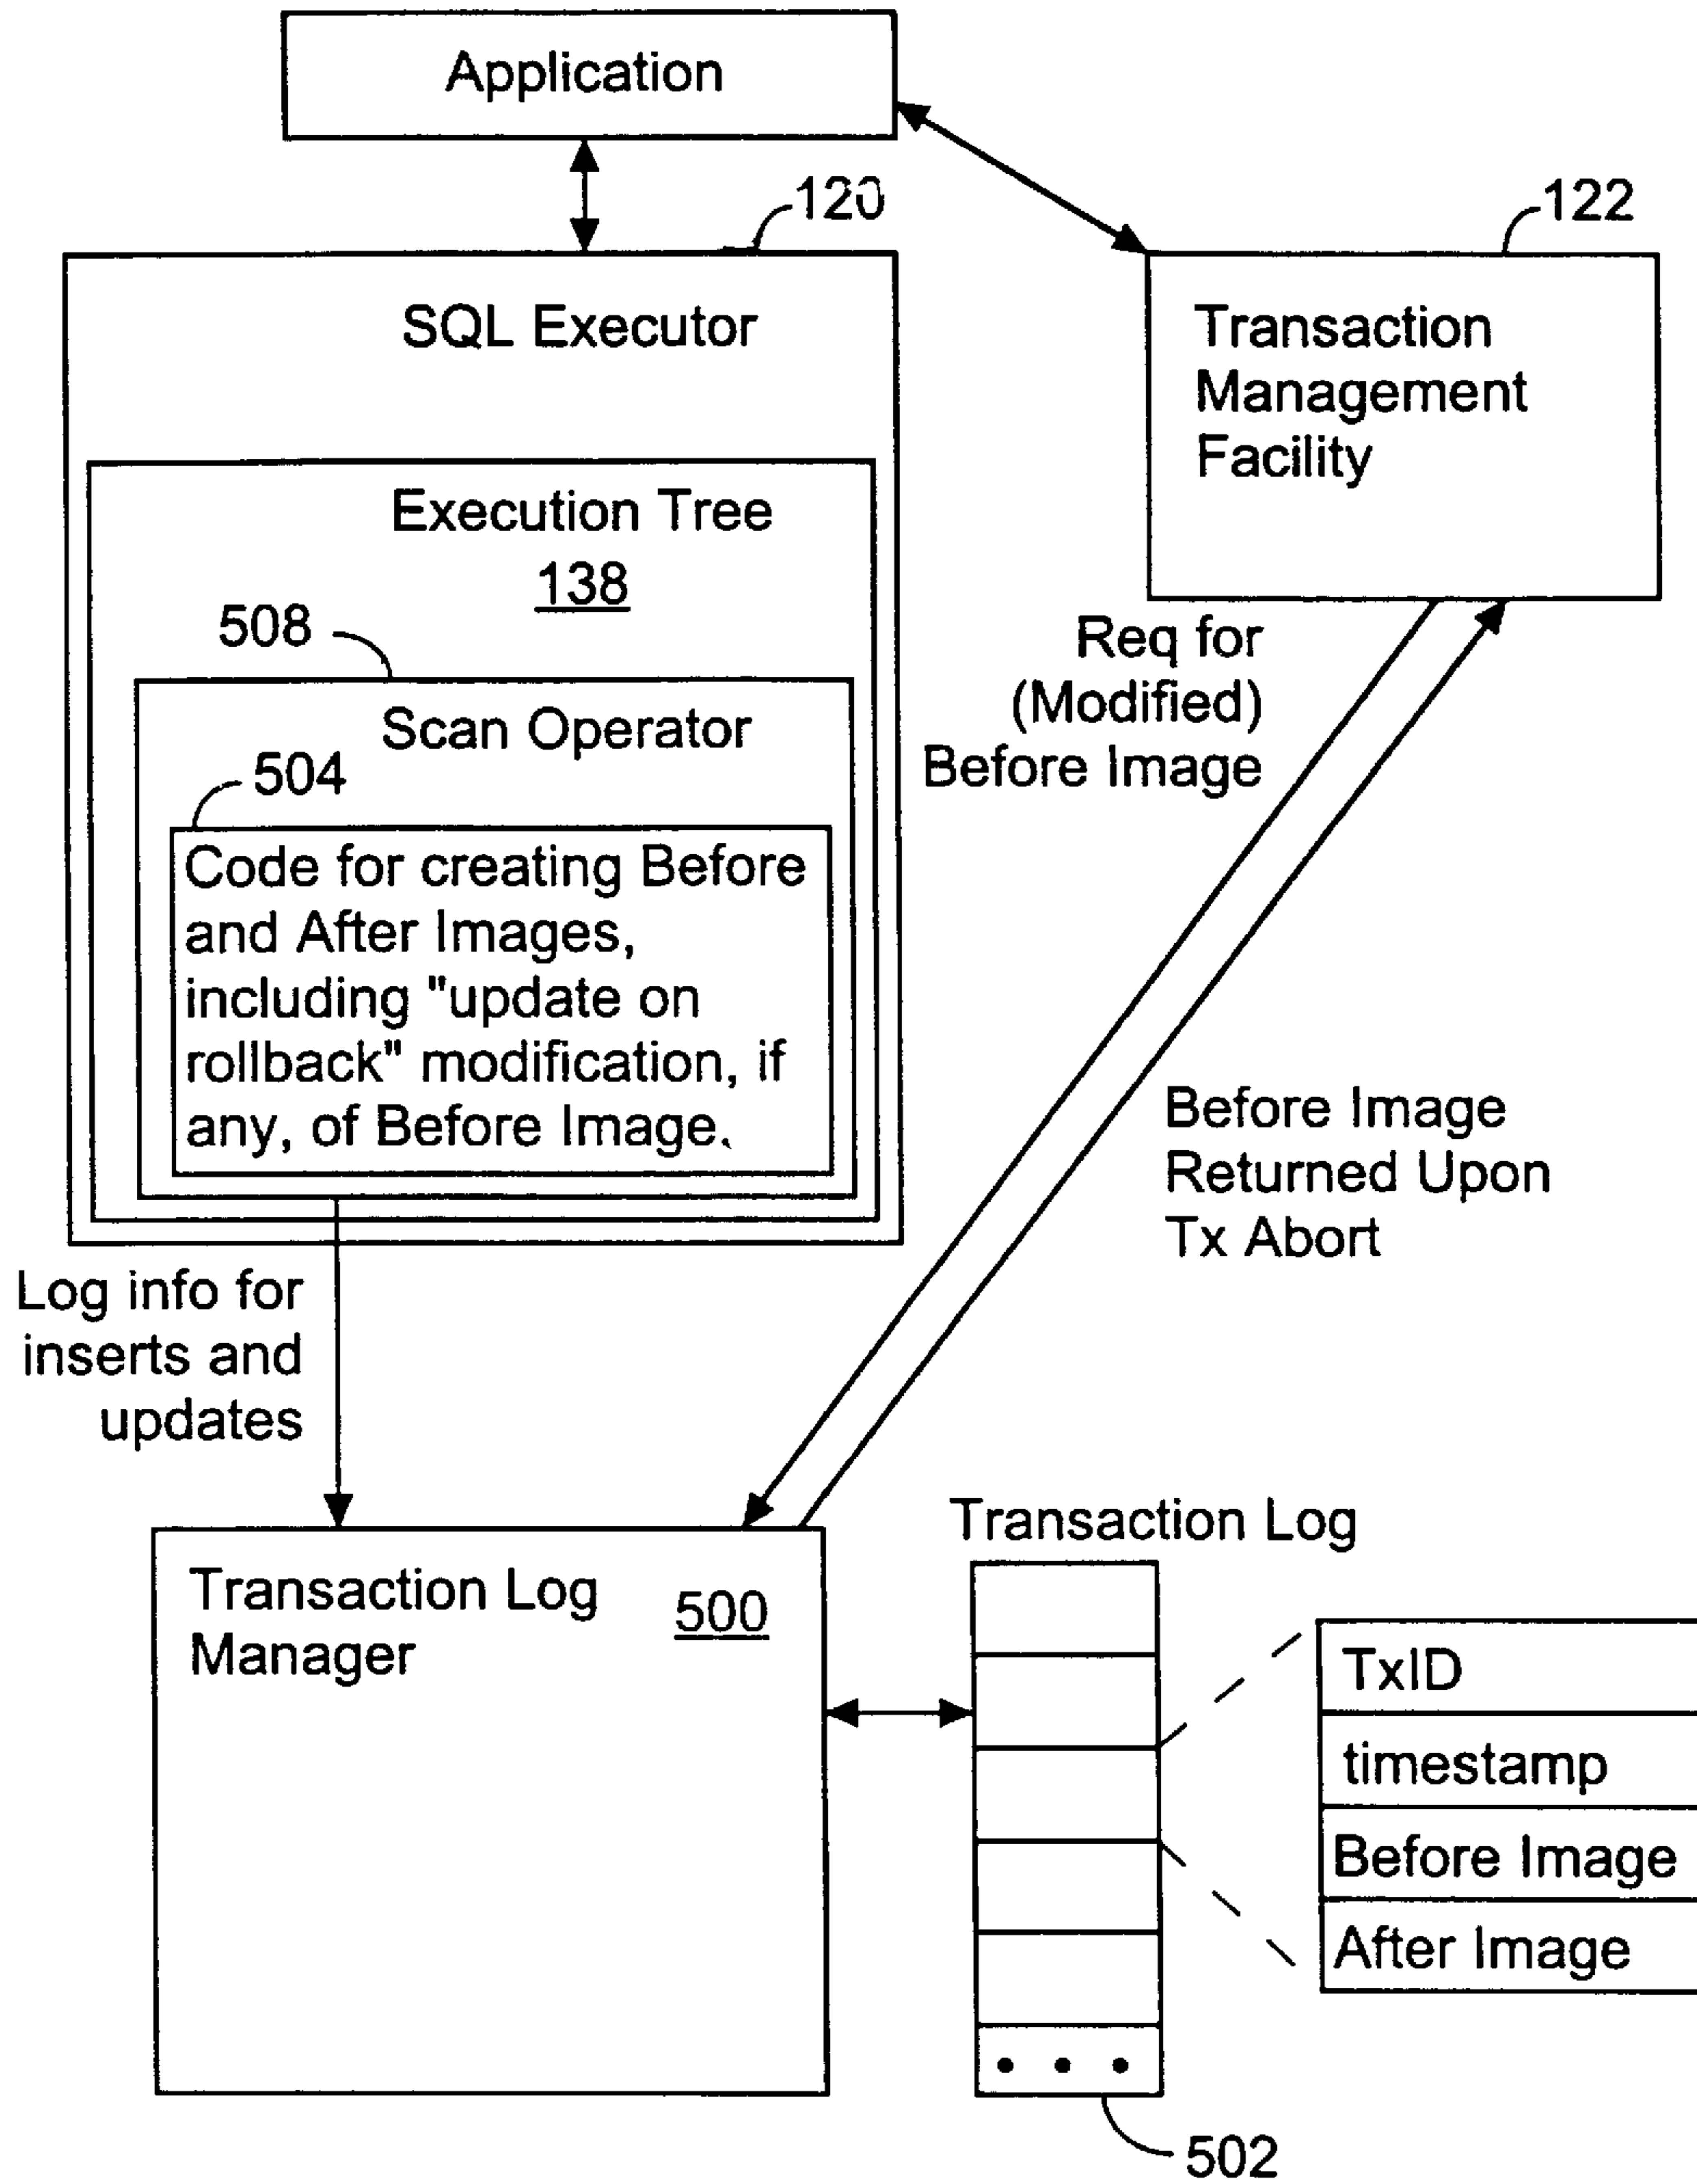 Application
120
122
SQL Executor
Transaction
Management
Facility
Execution Tree
138
508
Scan Operator
504
Code for creating Before
and After Images,
including "update on
rollback" modification, if
any, of Before Image.
Req for
(Modified)
Before Image
Before Image
Returned Upon
Tx Abort
Log info for
inserts and
updates
Transaction Log
Manager
500
Transaction Log
TxID
timestamp
Before Image
After Image
• • •
502